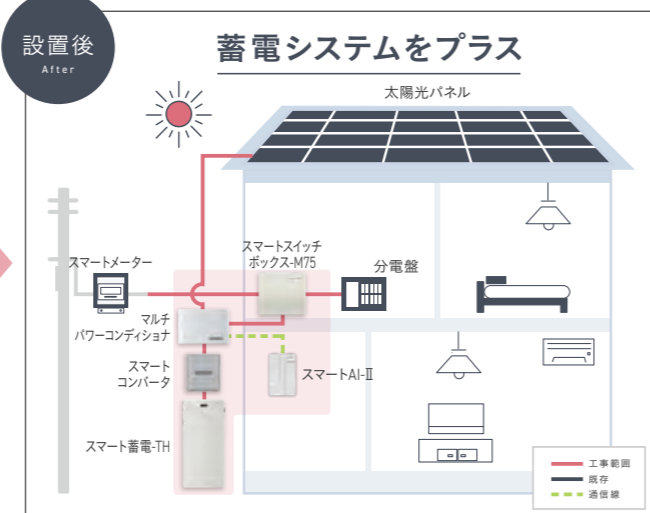 設置後
After
蓄電システムをプラス
太陽光パネル
スマートメーター
スマートスイッチ
ボックス-M75
分電盤
マルチ
パワーコンディショナ
スマート
コンバータ
スマートAI-Ⅱ
スマート蓄電-TH
工事範囲
既存
通信線